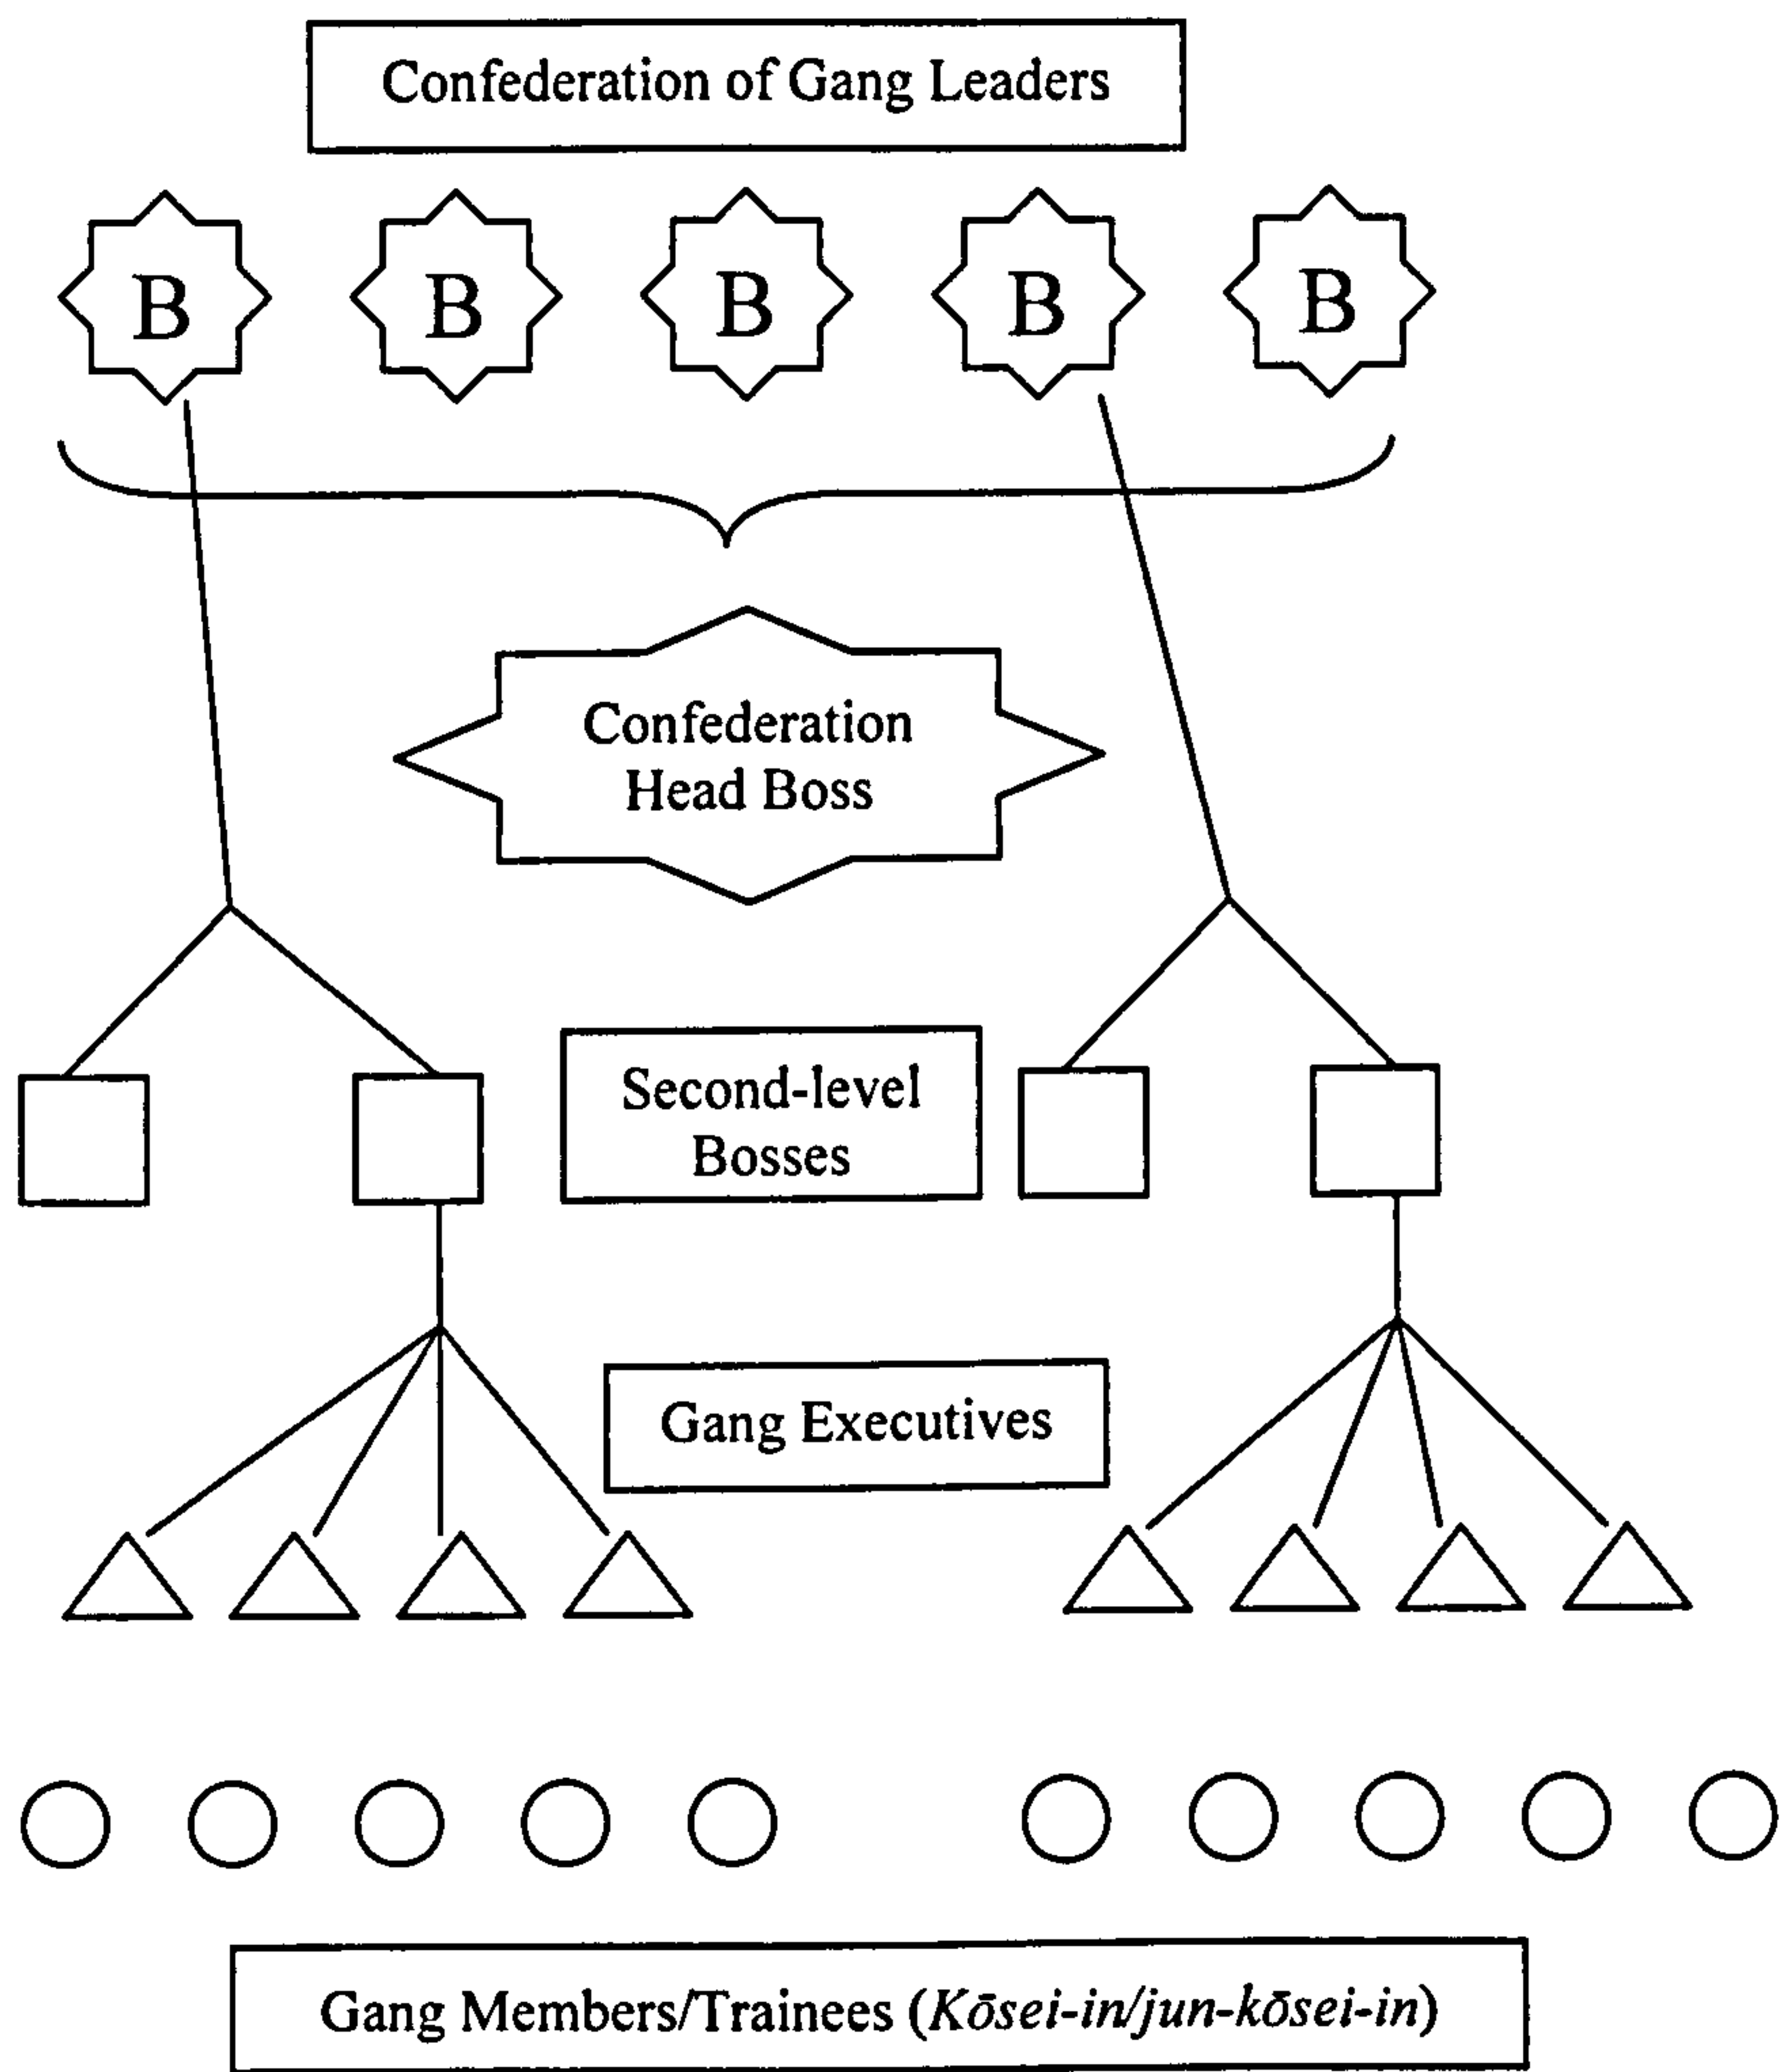 Confederation of Gang Leaders
B B B B B
Confederation
Head Boss
Second-level
Bosses
Gang Executives
Gang Members/Trainees (Kōsei-in/jun-kōsei-in)